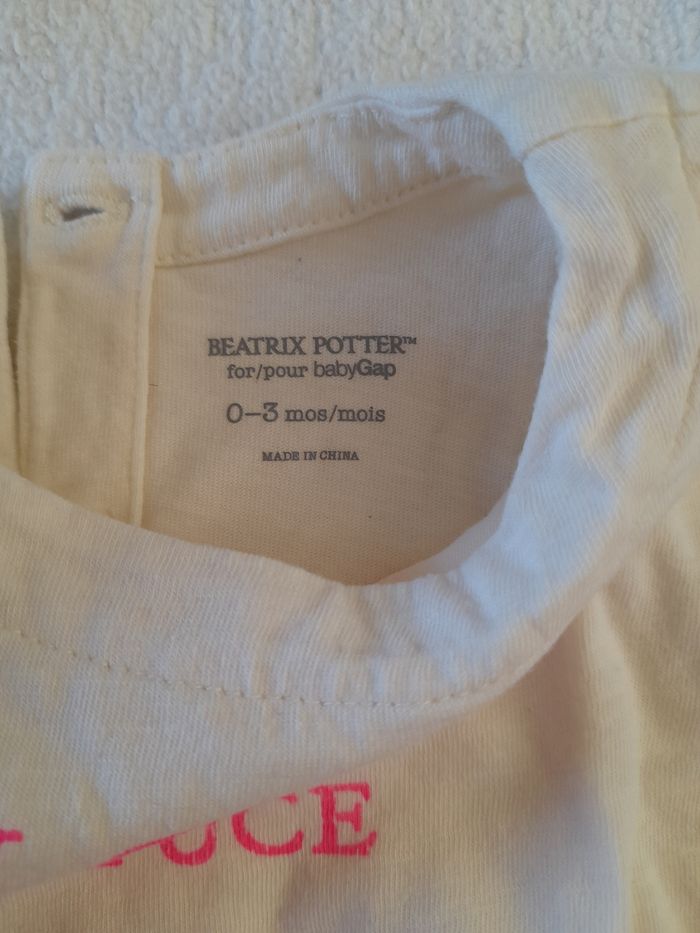 BEATRIX POTTER™
for/pour babyGap
0–3 mos/mois
MADE IN CHINA